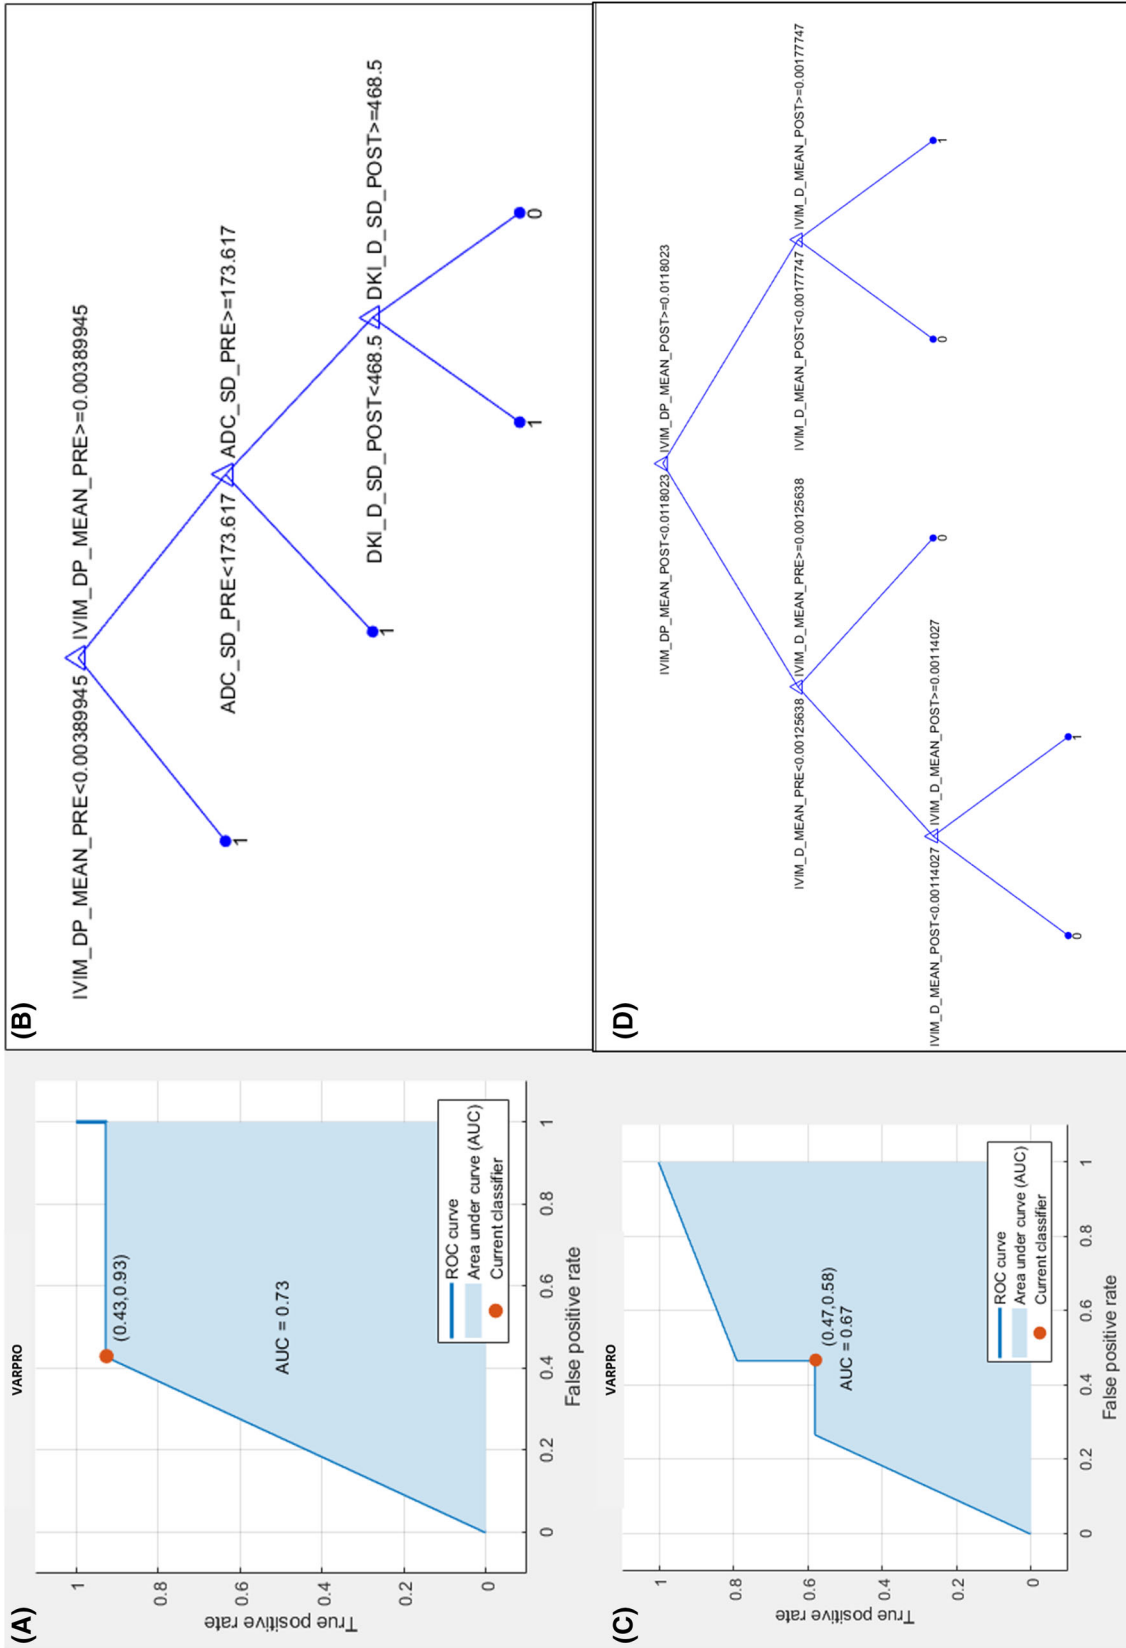 (A)
VARPRO
True positive rate
1
0.8
0.6
0.4
0.2
0
(0.43,0.93)
AUC = 0.73
ROC curve
Area under curve (AUC)
Current classifier
0
0.2
0.4
0.6
0.8
1
False positive rate
(B)
IVIM_DP_MEAN_PRE<0.00389945 IVIM_DP_MEAN_PRE>=0.00389945
ADC_SD_PRE<173.617 ADC_SD_PRE>=173.617
1
DKI_D_SD_POST<468.5 DKI_D_SD_POST>=468.5
1
1
0
(C)
VARPRO
True positive rate
1
0.8
0.6
0.4
0.2
0
(0.47,0.58)
AUC = 0.67
ROC curve
Area under curve (AUC)
Current classifier
0
0.2
0.4
0.6
0.8
1
False positive rate
(D)
IVIM_DP_MEAN_POST<0.0118023 IVIM_DP_MEAN_POST>=0.0118023
IVIM_D_MEAN_PRE<0.00125638 IVIM_D_MEAN_PRE>=0.00125638
IVIM_D_MEAN_POST<0.00177747 IVIM_D_MEAN_POST>=0.00177747
IVIM_D_MEAN_POST<0.00114027 IVIM_D_MEAN_POST>=0.00114027
0
0
1
0
1